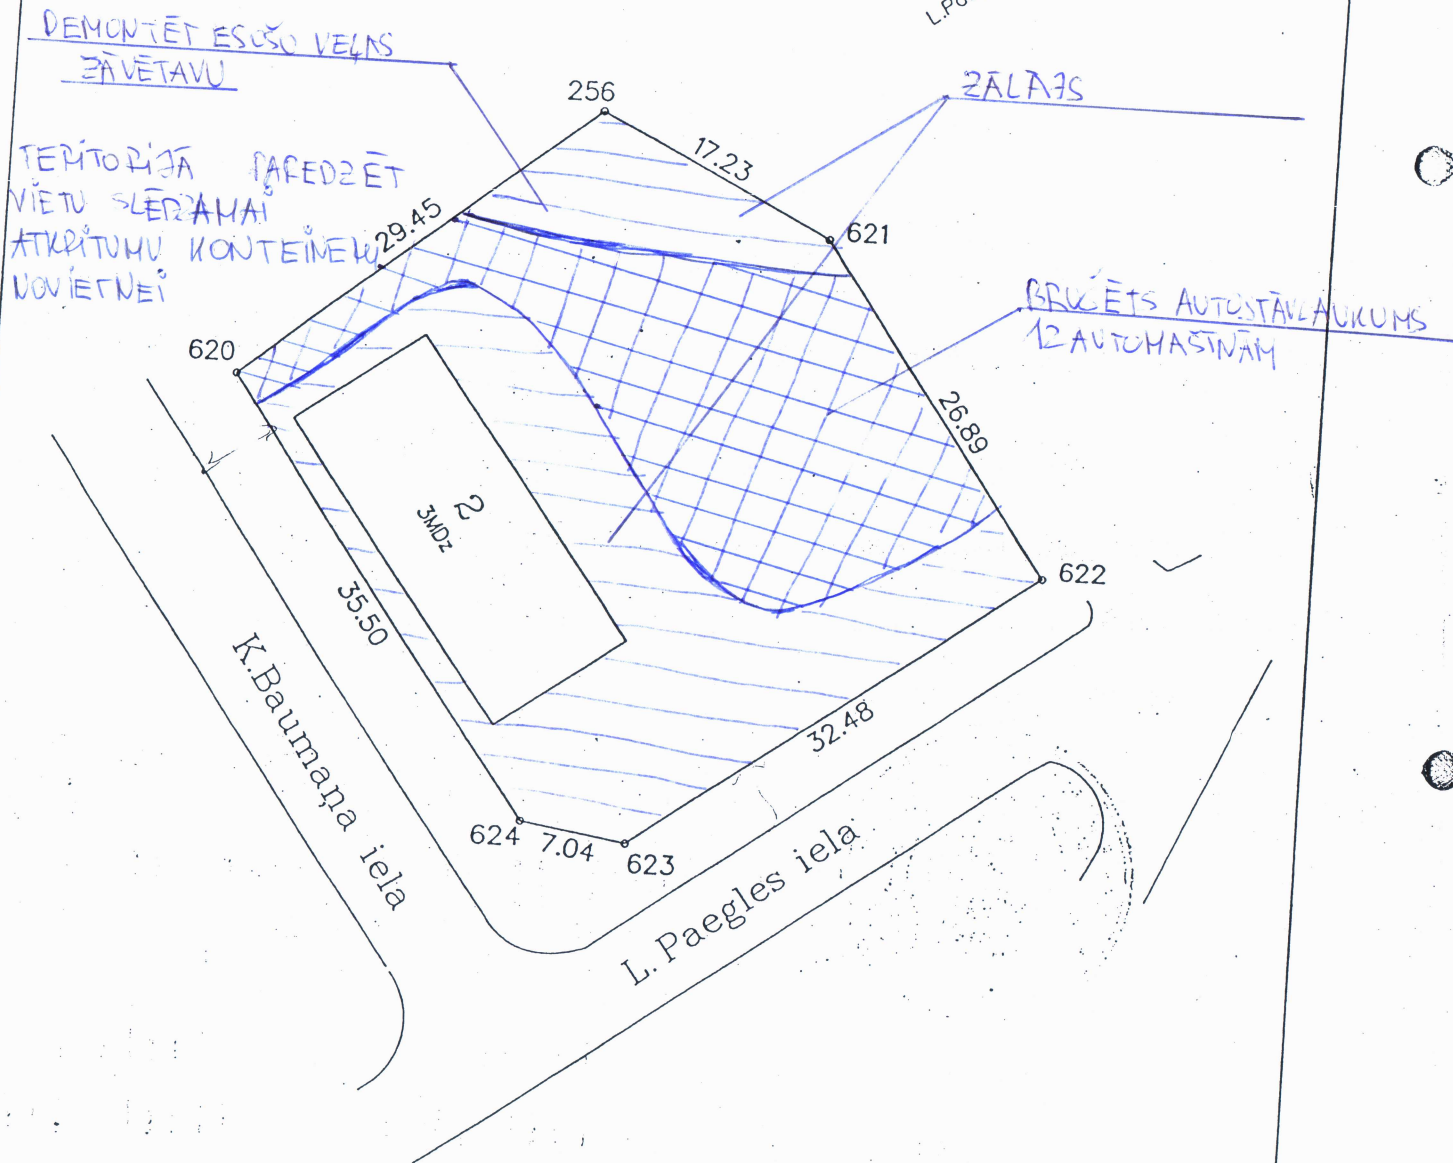 DEMONTĒT ESOŠO VEĻAS
ŽĀVĒTAVU
TERITORIJĀ PAREDZĒT
VIETU SLĒDZAMAI
ATKRITUMU KONTEINERU
NOVIETNEI
ZĀLĀJS
BRUĢĒTS AUTOSTĀVLAUKUMS
12 AUTOMAŠĪNĀM
256
17.23
621
29.45
620
26.89
2
3MDz
622
35.50
32.48
624
7.04
623
K.Baumaņa iela
L. Paegles iela